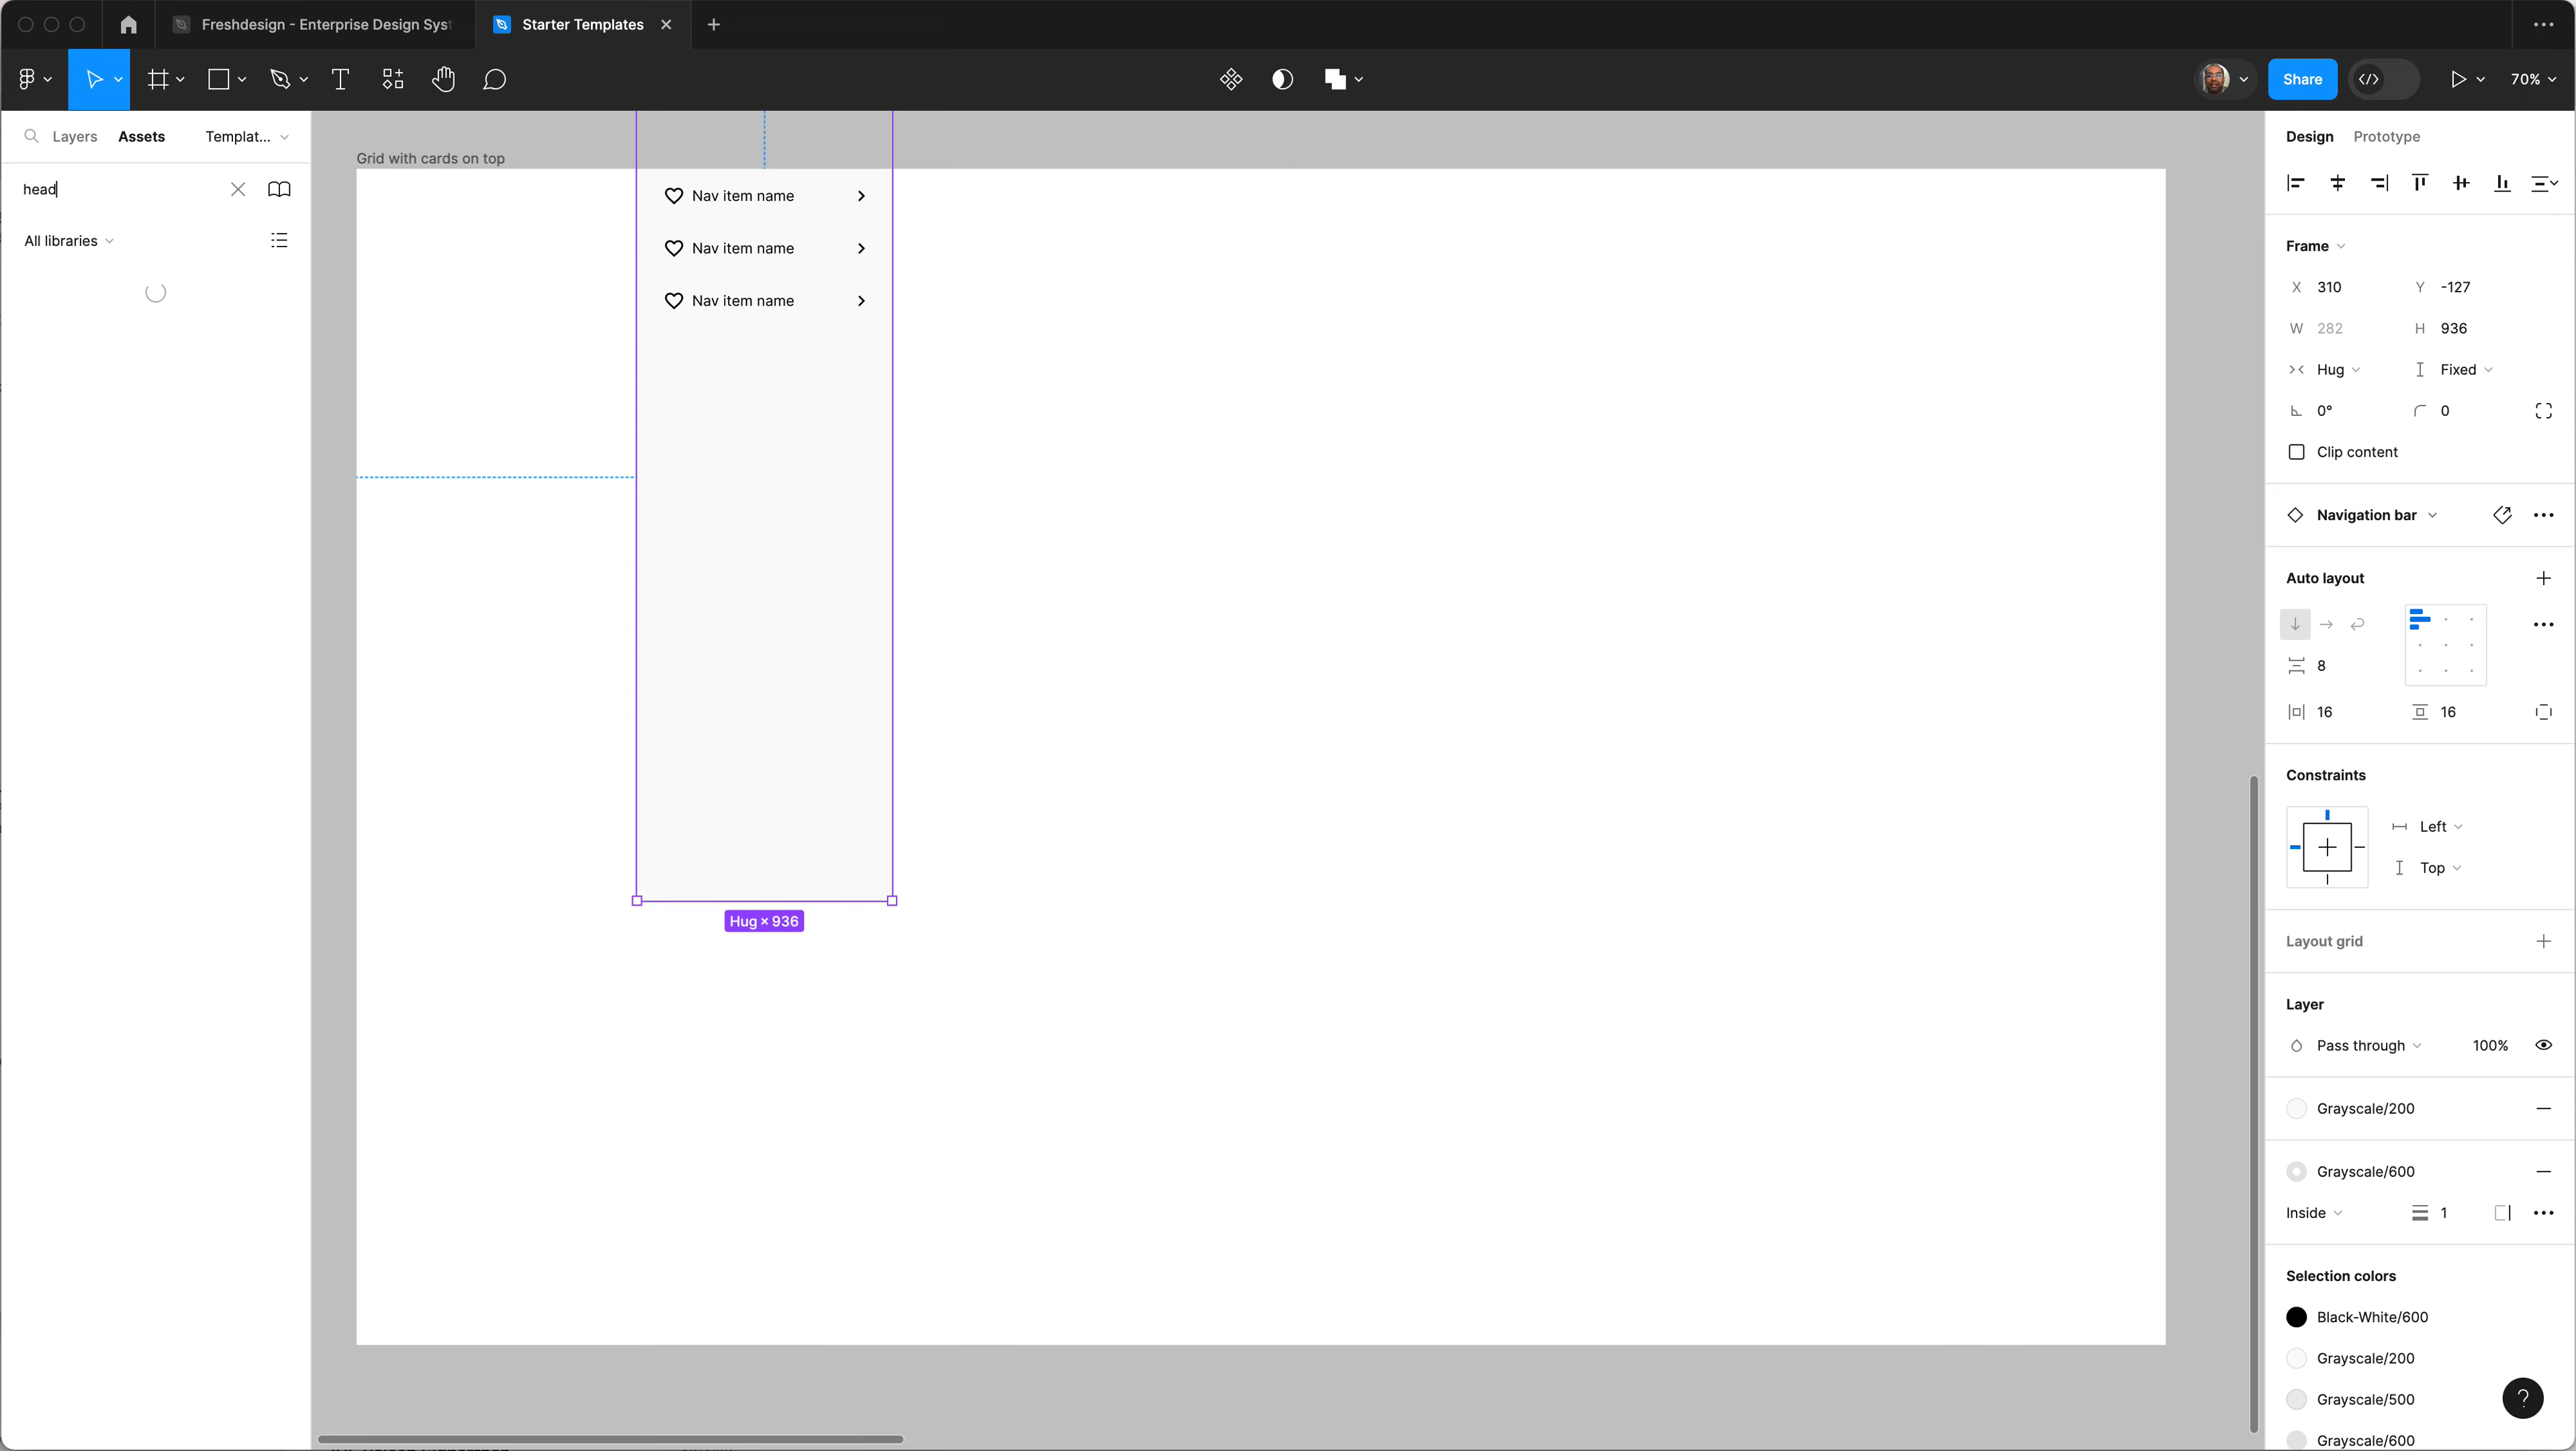 Freshdesign - Enterprise Design Syst
Starter Templates
Share
70%
Layers
Assets
Templat...
head
All libraries
Grid with cards on top
Nav item name
Nav item name
Nav item name
Hug × 936
Design
Prototype
Frame
X 310 Y -127
W 282 H 936
Hug Fixed
0° 0
Clip content
Navigation bar
Auto layout
8
16 16
Constraints
Left
Top
Layout grid
Layer
Pass through 100%
Grayscale/200
Grayscale/600
Inside 1
Selection colors
Black-White/600
Grayscale/200
Grayscale/500
Grayscale/600
?